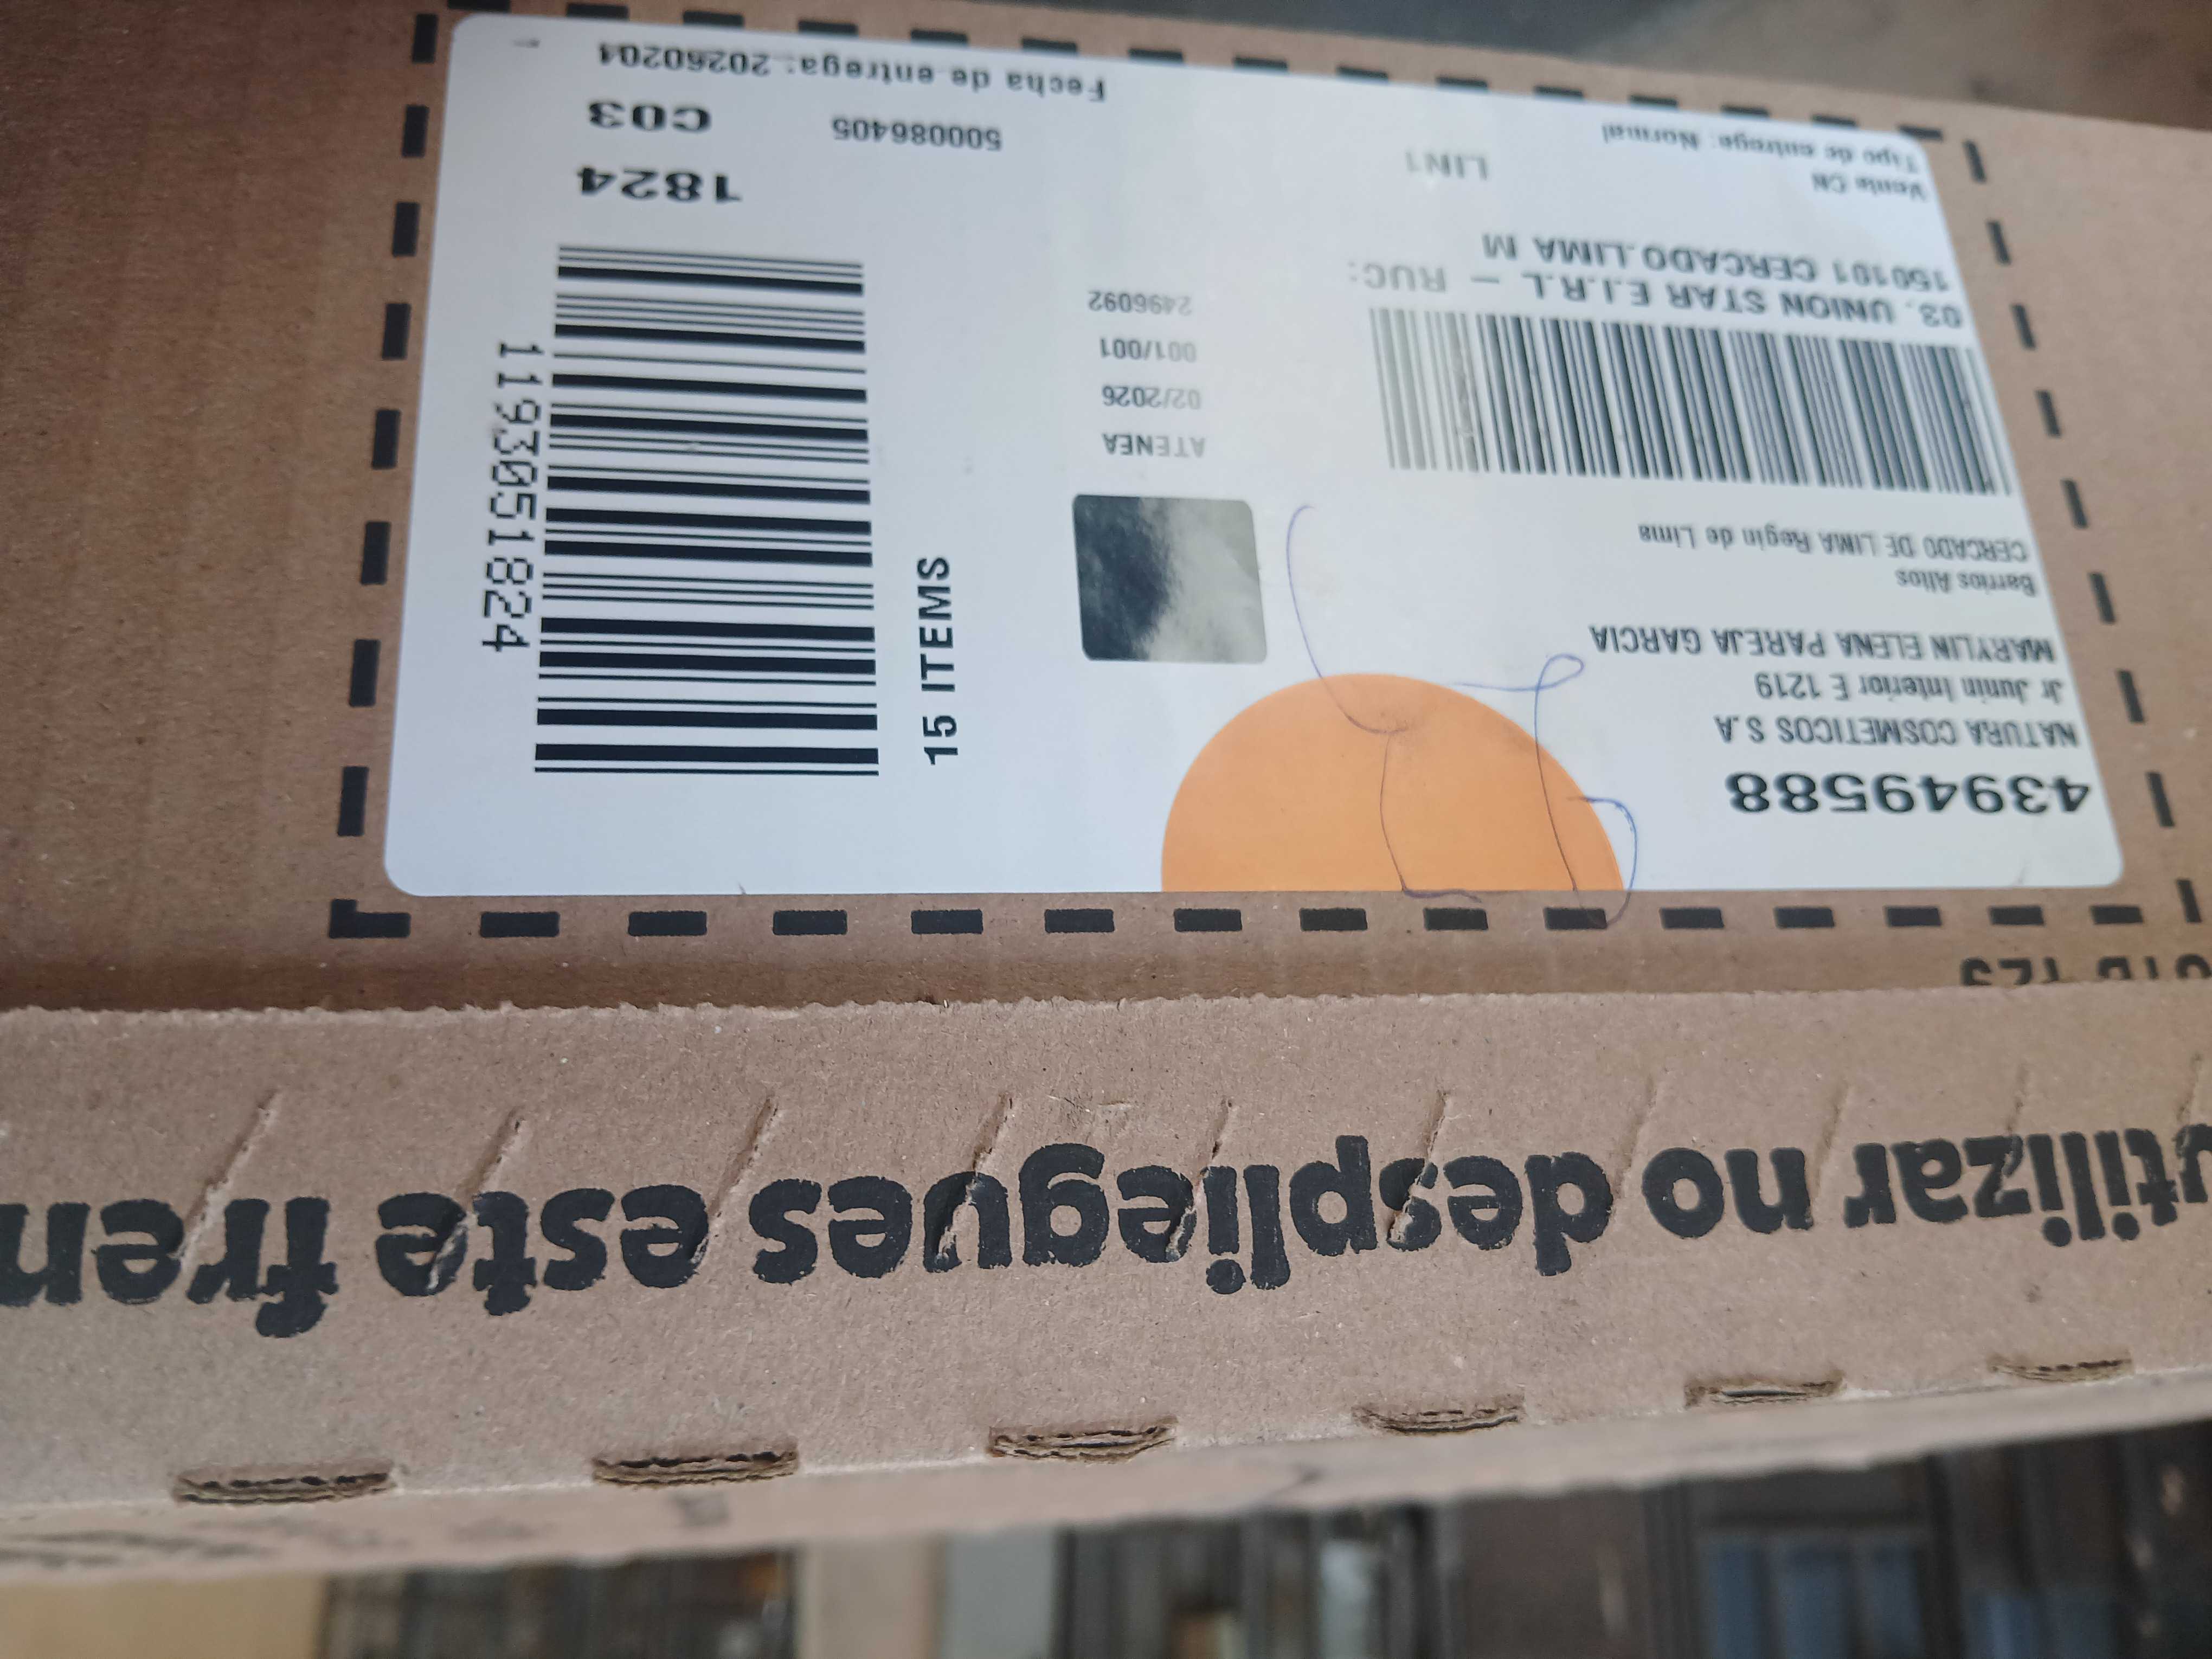 43949588
NATURA COSMETICOS S.A
Jr Junin Interior E 1219
MARYLIN ELENA PAREJA GARCIA
Barrios Altos
CERCADO DE LIMA Regin de Lima
03. UNION STAR E.I.R.L - RUC:
150101 CERCADO.LIMA M
Venta CN
Tipo de entrega: Normal
LIN1
ATENEA
02/2026
001/001
2496092
15 ITEMS
1193051824
1824
C03
500086405
Fecha de entrega: 20260204
utilizar no despliegues este fren